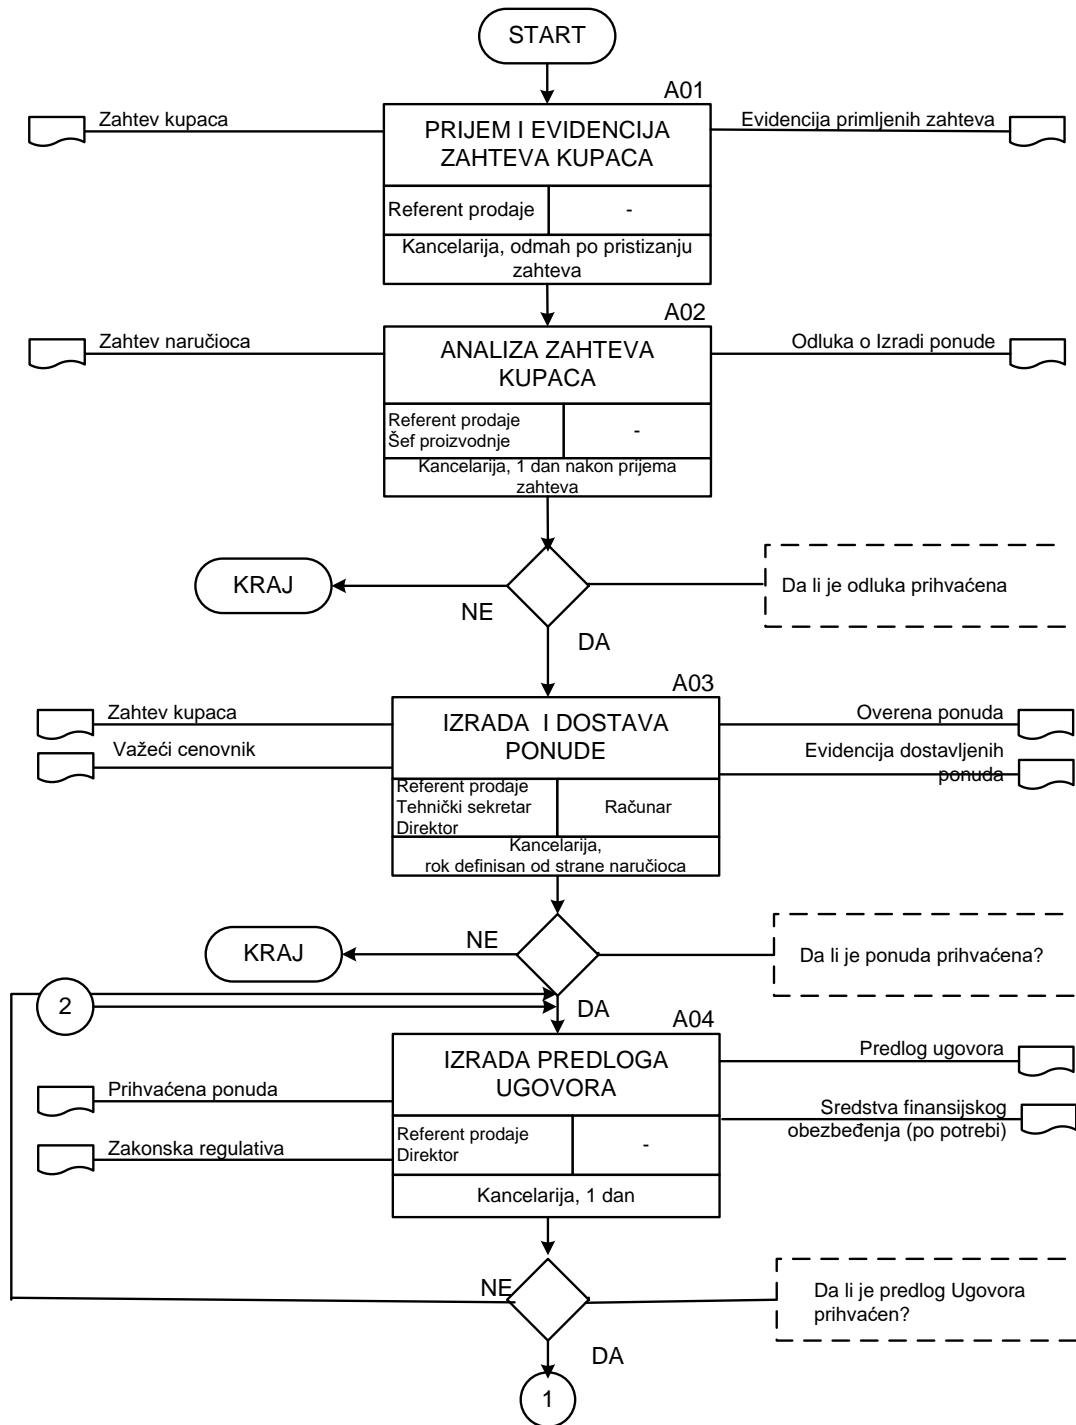 START
A01
Zahtev kupaca
PRIJEM I EVIDENCIJA
ZAHTEVA KUPACA
Evidencija primljenih zahteva
Referent prodaje
-
Kancelarija, odmah po pristizanju
zahteva
A02
Zahtev naručioca
ANALIZA ZAHTEVA
KUPACA
Odluka o Izradi ponude
Referent prodaje
Šef proizvodnje
-
Kancelarija, 1 dan nakon prijema
zahteva
KRAJ
NE
Da li je odluka prihvaćena
DA
A03
Zahtev kupaca
Važeći cenovnik
IZRADA I DOSTAVA
PONUDE
Overena ponuda
Evidencija dostavljenih
ponuda
Referent prodaje
Tehnički sekretar
Direktor
Računar
Kancelarija,
rok definisan od strane naručioca
KRAJ
NE
Da li je ponuda prihvaćena?
2
DA
A04
IZRADA PREDLOGA
UGOVORA
Predlog ugovora
Prihvaćena ponuda
Sredstva finansijskog
obezbeđenja (po potrebi)
Zakonska regulativa
Referent prodaje
Direktor
-
Kancelarija, 1 dan
NE
Da li je predlog Ugovora
prihvaćen?
DA
1